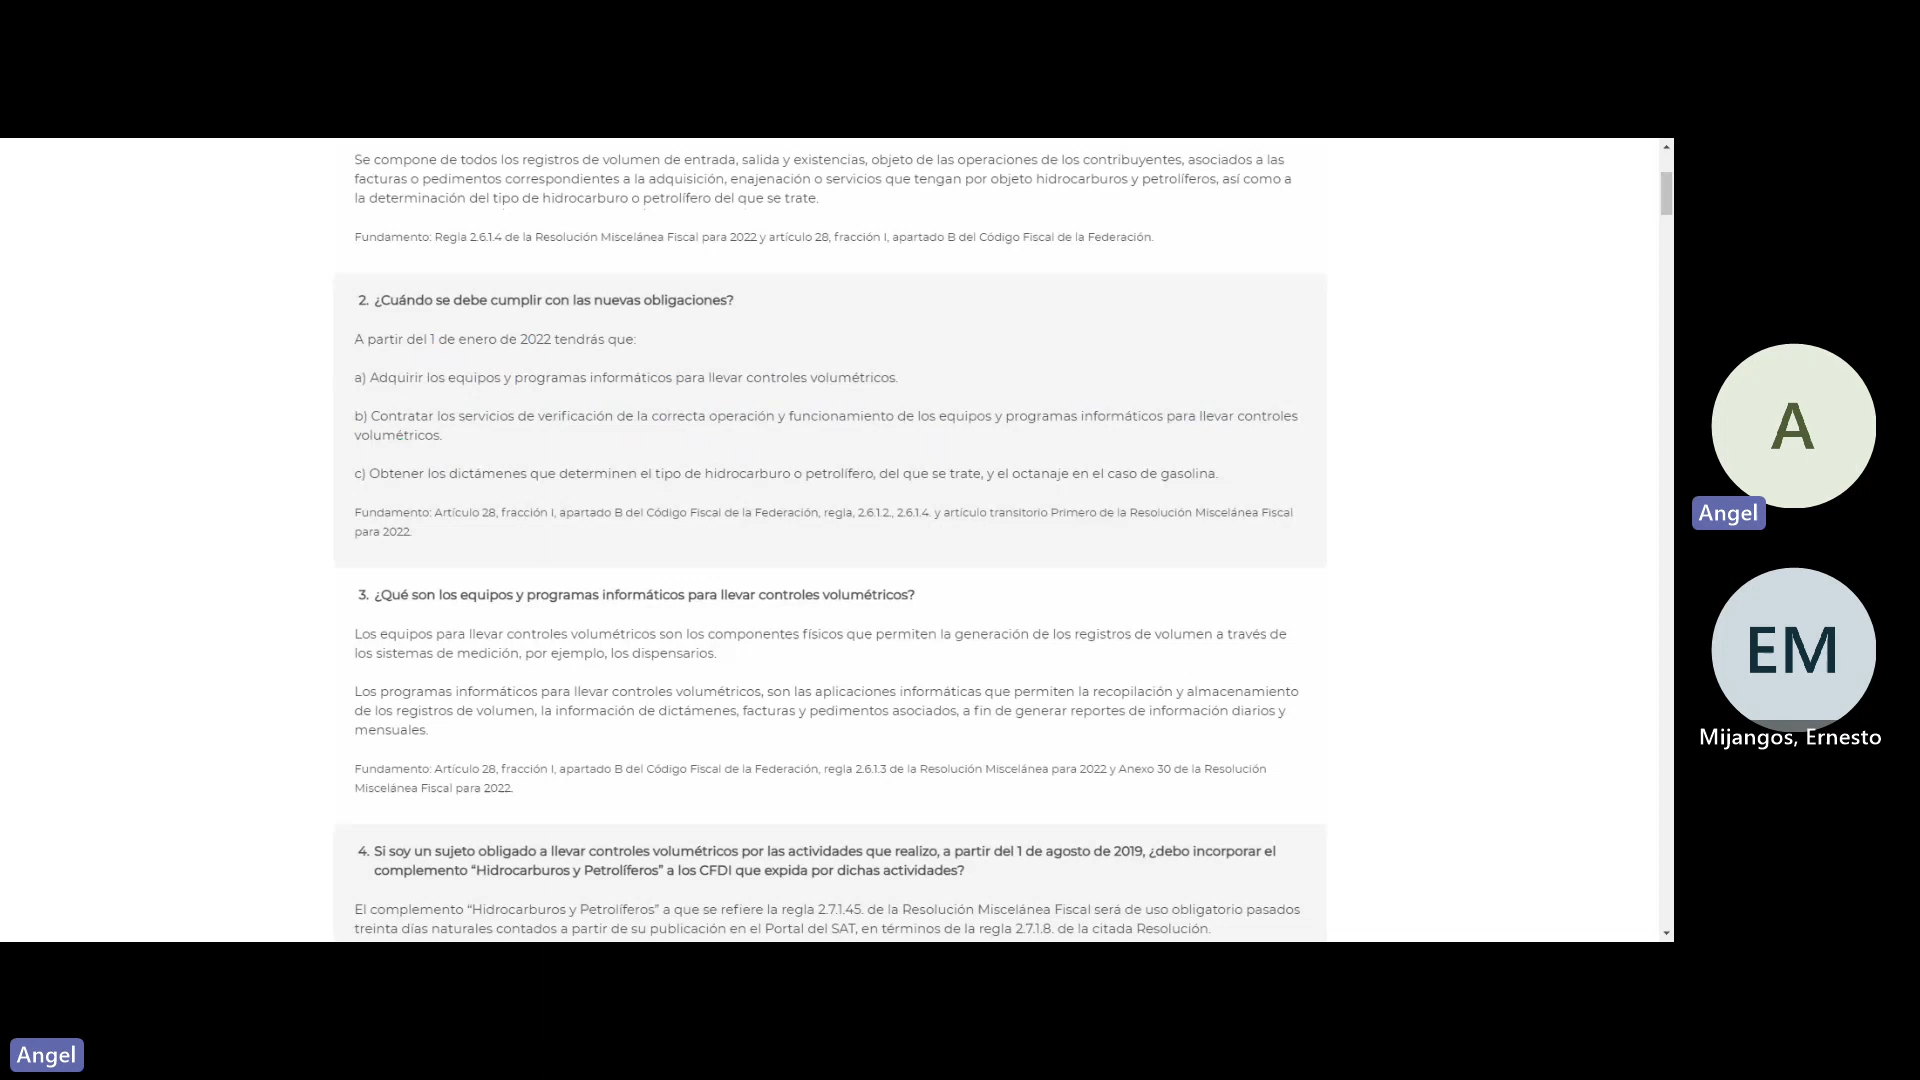 Se compone de todos los registros de volumen de entrada, salida y existencias, objeto de las operaciones de los contribuyentes, asociados a las
facturas o pedimentos correspondientes a la adquisición, enajenación o servicios que tengan por objeto hidrocarburos y petrolíferos, así como a
la determinación del tipo de hidrocarburo o petrolífero del que se trate.
Fundamento: Regla 2.6.1.4 de la Resolución Miscelánea Fiscal para 2022 y artículo 28, fracción I, apartado B del Código Fiscal de la Federación.
2. ¿Cuándo se debe cumplir con las nuevas obligaciones?
A partir del 1 de enero de 2022 tendrás que:
a) Adquirir los equipos y programas informáticos para llevar controles volumétricos.
b) Contratar los servicios de verificación de la correcta operación y funcionamiento de los equipos y programas informáticos para llevar controles
volumétricos.
c) Obtener los dictámenes que determinen el tipo de hidrocarburo o petrolífero, del que se trate, y el octanaje en el caso de gasolina.
Fundamento: Artículo 28, fracción I, apartado B del Código Fiscal de la Federación, regla, 2.6.1.2., 2.6.1.4. y artículo transitorio Primero de la Resolución Miscelánea Fiscal
para 2022.
3. ¿Qué son los equipos y programas informáticos para llevar controles volumétricos?
Los equipos para llevar controles volumétricos son los componentes físicos que permiten la generación de los registros de volumen a través de
los sistemas de medición, por ejemplo, los dispensarios.
Los programas informáticos para llevar controles volumétricos, son las aplicaciones informáticas que permiten la recopilación y almacenamiento
de los registros de volumen, la información de dictámenes, facturas y pedimentos asociados, a fin de generar reportes de información diarios y
mensuales.
Fundamento: Artículo 28, fracción I, apartado B del Código Fiscal de la Federación, regla 2.6.1.3 de la Resolución Miscelánea para 2022 y Anexo 30 de la Resolución
Miscelánea Fiscal para 2022.
4. Si soy un sujeto obligado a llevar controles volumétricos por las actividades que realizo, a partir del 1 de agosto de 2019, ¿debo incorporar el
complemento “Hidrocarburos y Petrolíferos” a los CFDI que expida por dichas actividades?
El complemento “Hidrocarburos y Petrolíferos” a que se refiere la regla 2.7.1.45. de la Resolución Miscelánea Fiscal será de uso obligatorio pasados
treinta días naturales contados a partir de su publicación en el Portal del SAT, en términos de la regla 2.7.1.8. de la citada Resolución.
A
Angel
EM
Mijangos, Ernesto
Angel